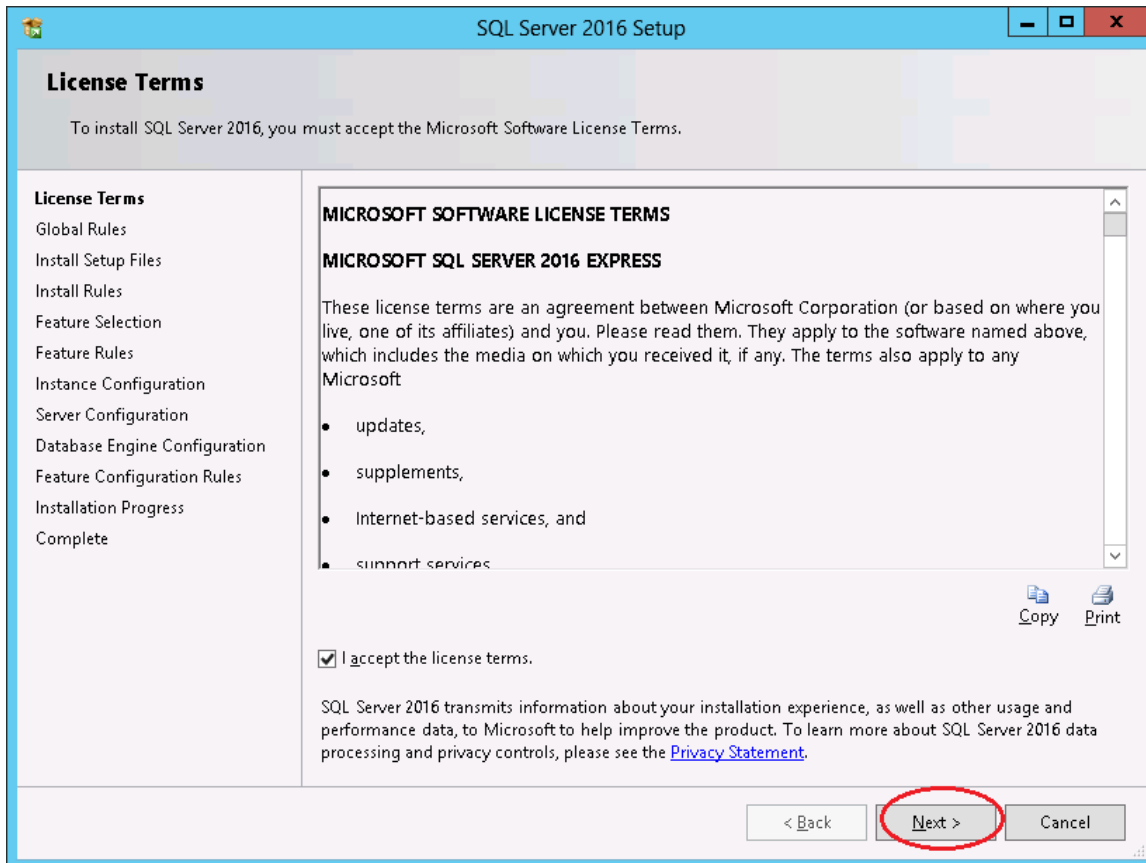 SQL Server 2016 Setup
License Terms
To install SQL Server 2016, you must accept the Microsoft Software License Terms.
License Terms
Global Rules
Install Setup Files
Install Rules
Feature Selection
Feature Rules
Instance Configuration
Server Configuration
Database Engine Configuration
Feature Configuration Rules
Installation Progress
Complete
MICROSOFT SOFTWARE LICENSE TERMS
MICROSOFT SQL SERVER 2016 EXPRESS
These license terms are an agreement between Microsoft Corporation (or based on where you
live, one of its affiliates) and you. Please read them. They apply to the software named above,
which includes the media on which you received it, if any. The terms also apply to any
Microsoft
• updates,
• supplements,
• Internet-based services, and
• support services
Copy Print
I accept the license terms.
SQL Server 2016 transmits information about your installation experience, as well as other usage and
performance data, to Microsoft to help improve the product. To learn more about SQL Server 2016 data
processing and privacy controls, please see the Privacy Statement.
< Back Next > Cancel